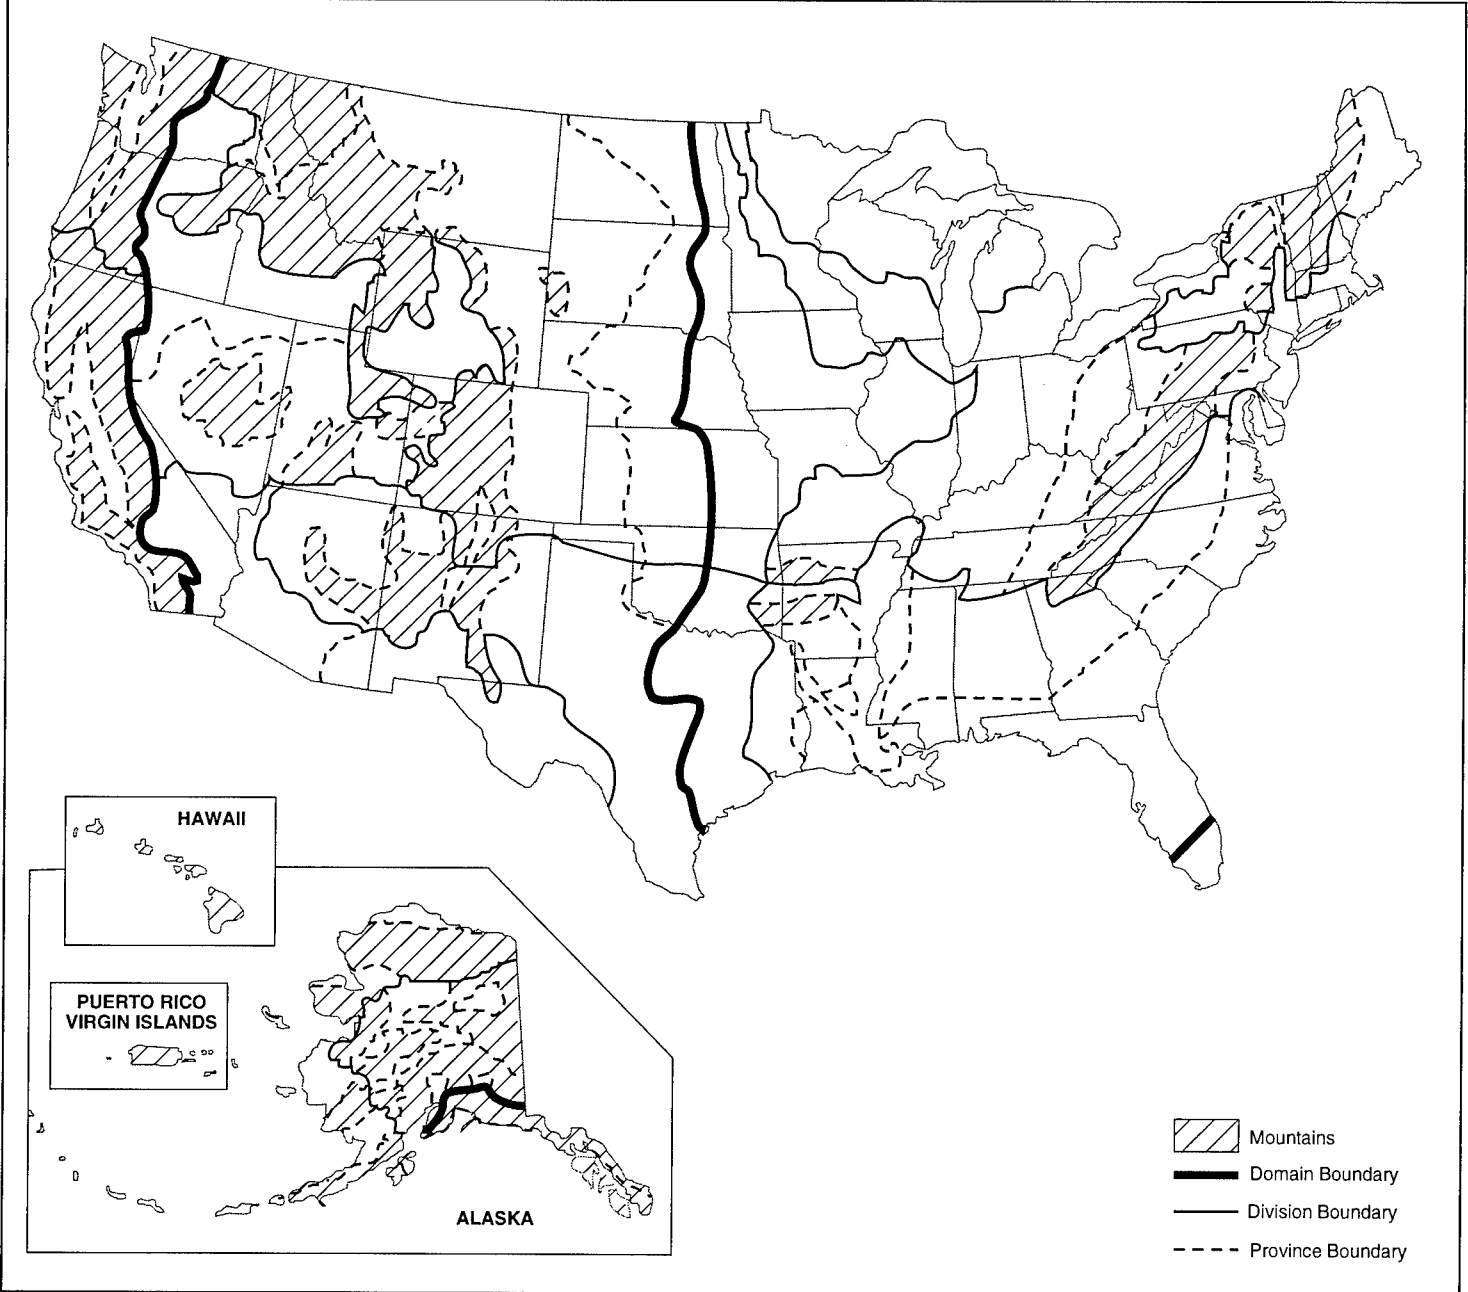 HAWAII
PUERTO RICO
VIRGIN ISLANDS
ALASKA
Mountains
Domain Boundary
Division Boundary
Province Boundary